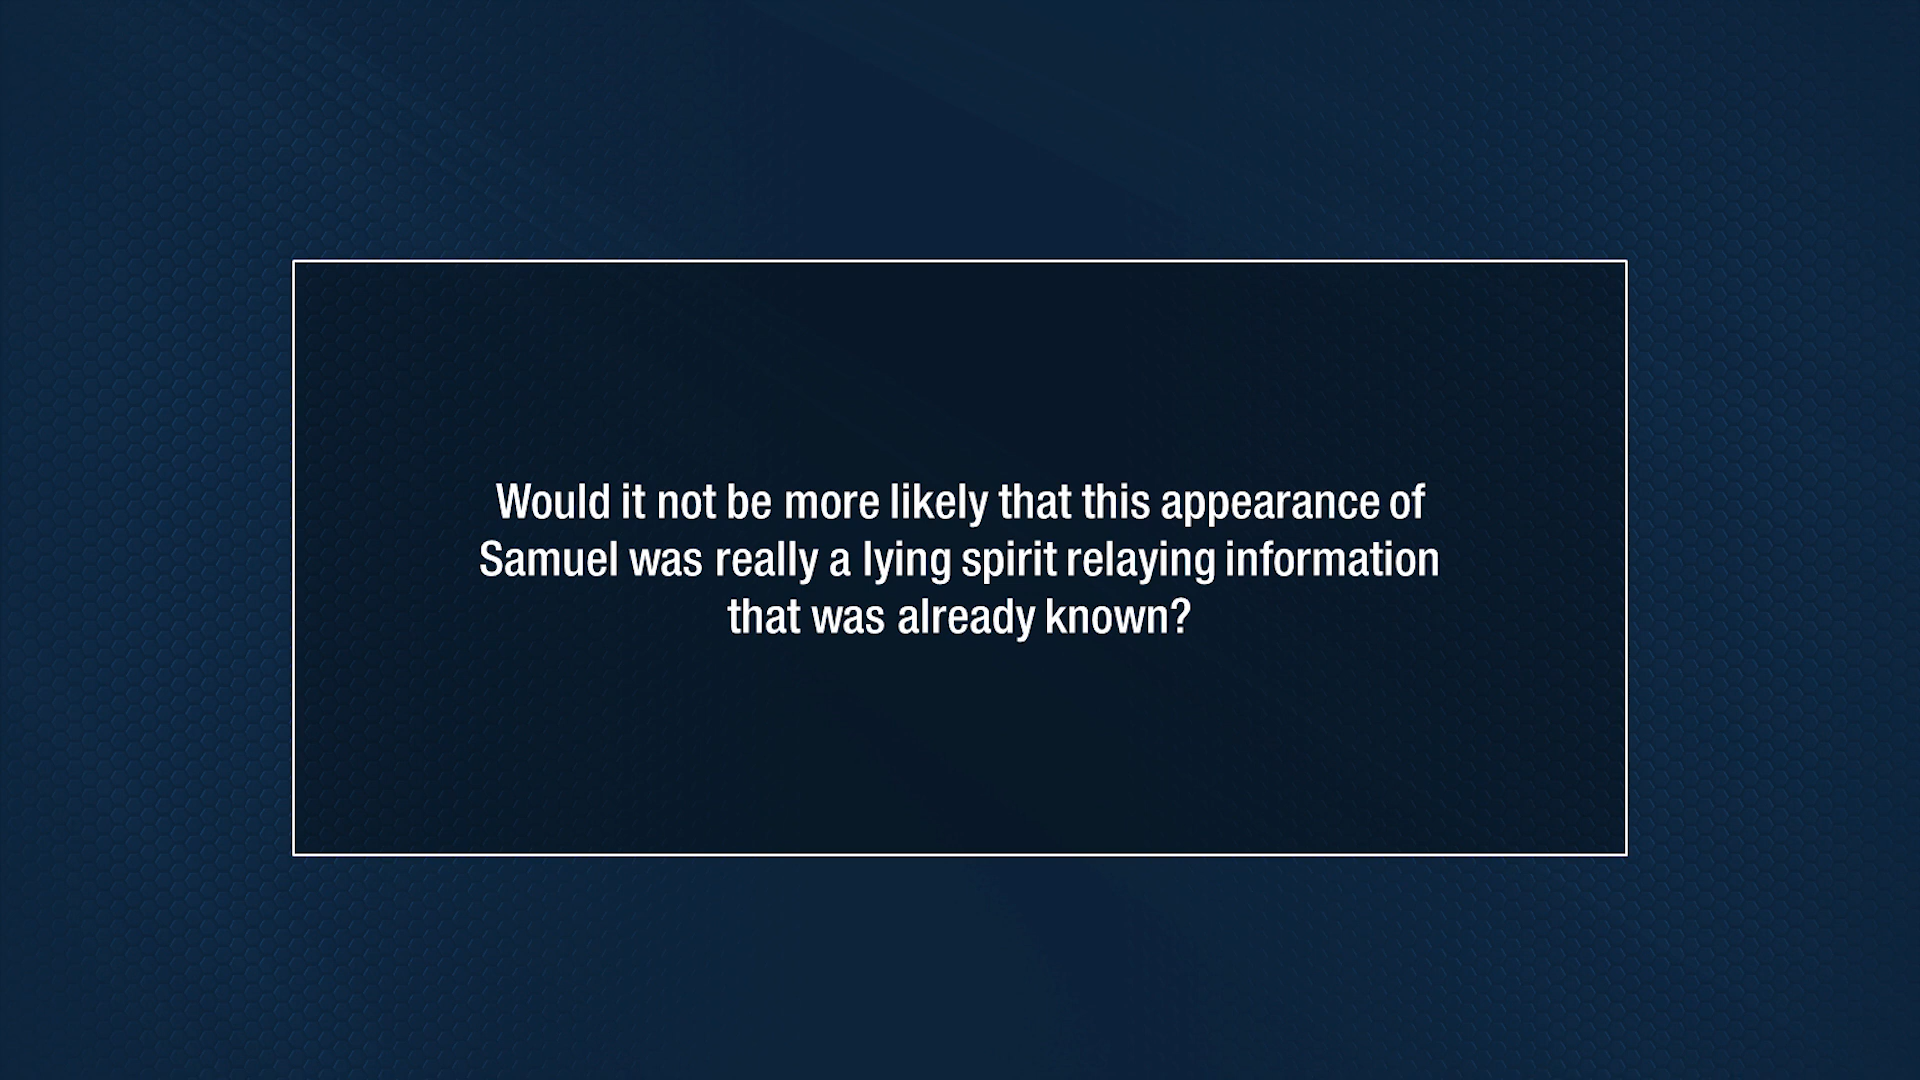 Would it not be more likely that this appearance of
Samuel was really a lying spirit relaying information
that was already known?